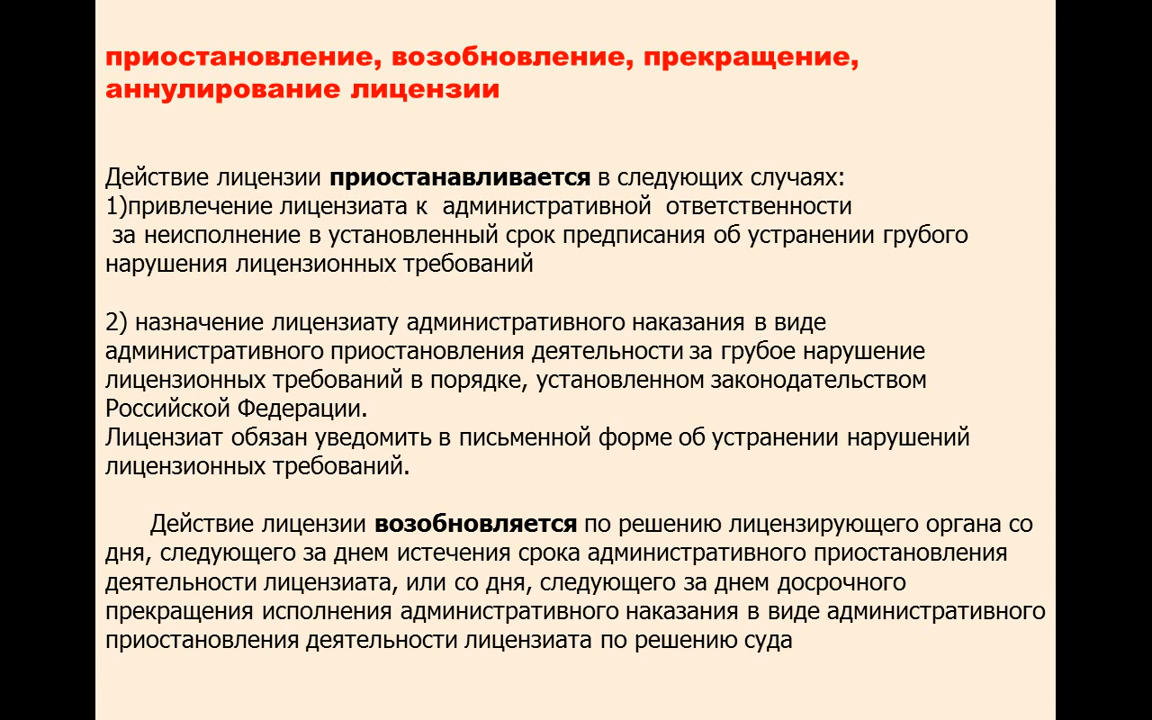 приостановление, возобновление, прекращение,
аннулирование лицензии
Действие лицензии приостанавливается в следующих случаях:
1)привлечение лицензиата к административной ответственности
за неисполнение в установленный срок предписания об устранении грубого
нарушения лицензионных требований
2) назначение лицензиату административного наказания в виде
административного приостановления деятельности за грубое нарушение
лицензионных требований в порядке, установленном законодательством
Российской Федерации.
Лицензиат обязан уведомить в письменной форме об устранении нарушений
лицензионных требований.
Действие лицензии возобновляется по решению лицензирующего органа со
дня, следующего за днем истечения срока административного приостановления
деятельности лицензиата, или со дня, следующего за днем досрочного
прекращения исполнения административного наказания в виде административного
приостановления деятельности лицензиата по решению суда